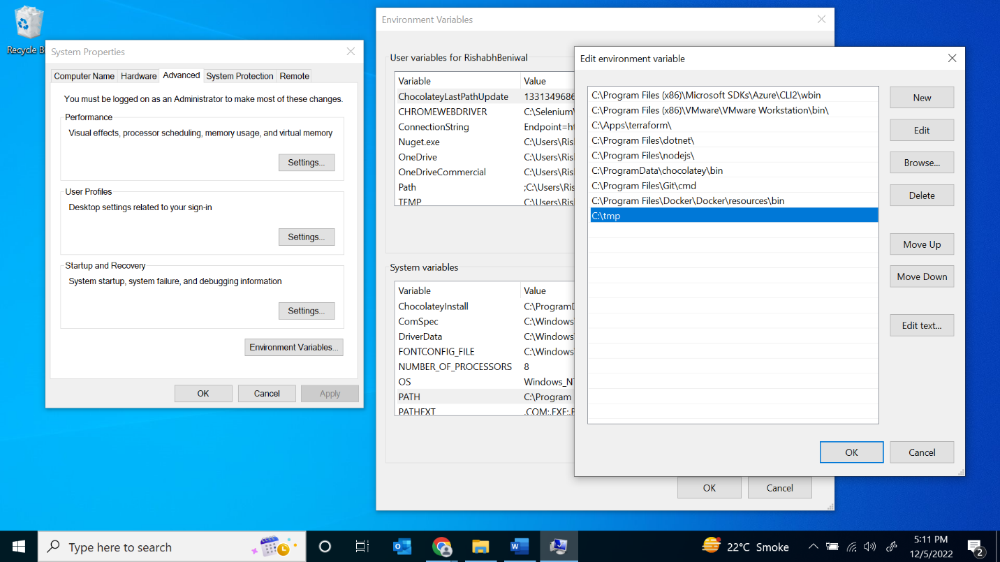 Recycle B
System Properties
Computer Name
Hardware
Advanced
System Protection
Remote
You must be logged on as an Administrator to make most of these changes.
Performance
Visual effects, processor scheduling, memory usage, and virtual memory
Settings...
User Profiles
Desktop settings related to your sign-in
Settings...
Startup and Recovery
System startup, system failure, and debugging information
Settings...
Environment Variables...
OK
Cancel
Apply
Environment Variables
User variables for RishabhBeniwal
Variable Value
ChocolateyLastPathUpdate 1331349686
CHROMEWEBDRIVER C:\Selenium\
ConnectionString Endpoint=ht
Nuget.exe C:\Users\Ris
OneDrive C:\Users\Ris
OneDriveCommercial C:\Users\Ris
Path ;C:\Users\Ris
TEMP C:\Users\Ris
System variables
Variable Value
ChocolateyInstall C:\ProgramD
ComSpec C:\Windows
DriverData C:\Windows
FONTCONFIG_FILE C:\Windows
NUMBER_OF_PROCESSORS 8
OS Windows_NT
PATH C:\Program
PATHEXT .COM;.EXE;.B
OK
Cancel
Edit environment variable
C:\Program Files (x86)\Microsoft SDKs\Azure\CLI2\wbin
C:\Program Files (x86)\VMware\VMware Workstation\bin\
C:\Apps\terraform\
C:\Program Files\dotnet\
C:\Program Files\nodejs\
C:\ProgramData\chocolatey\bin
C:\Program Files\Git\cmd
C:\Program Files\Docker\Docker\resources\bin
C:\tmp
New
Edit
Browse...
Delete
Move Up
Move Down
Edit text...
OK
Cancel
Type here to search
22°C Smoke
5:11 PM
12/5/2022
2